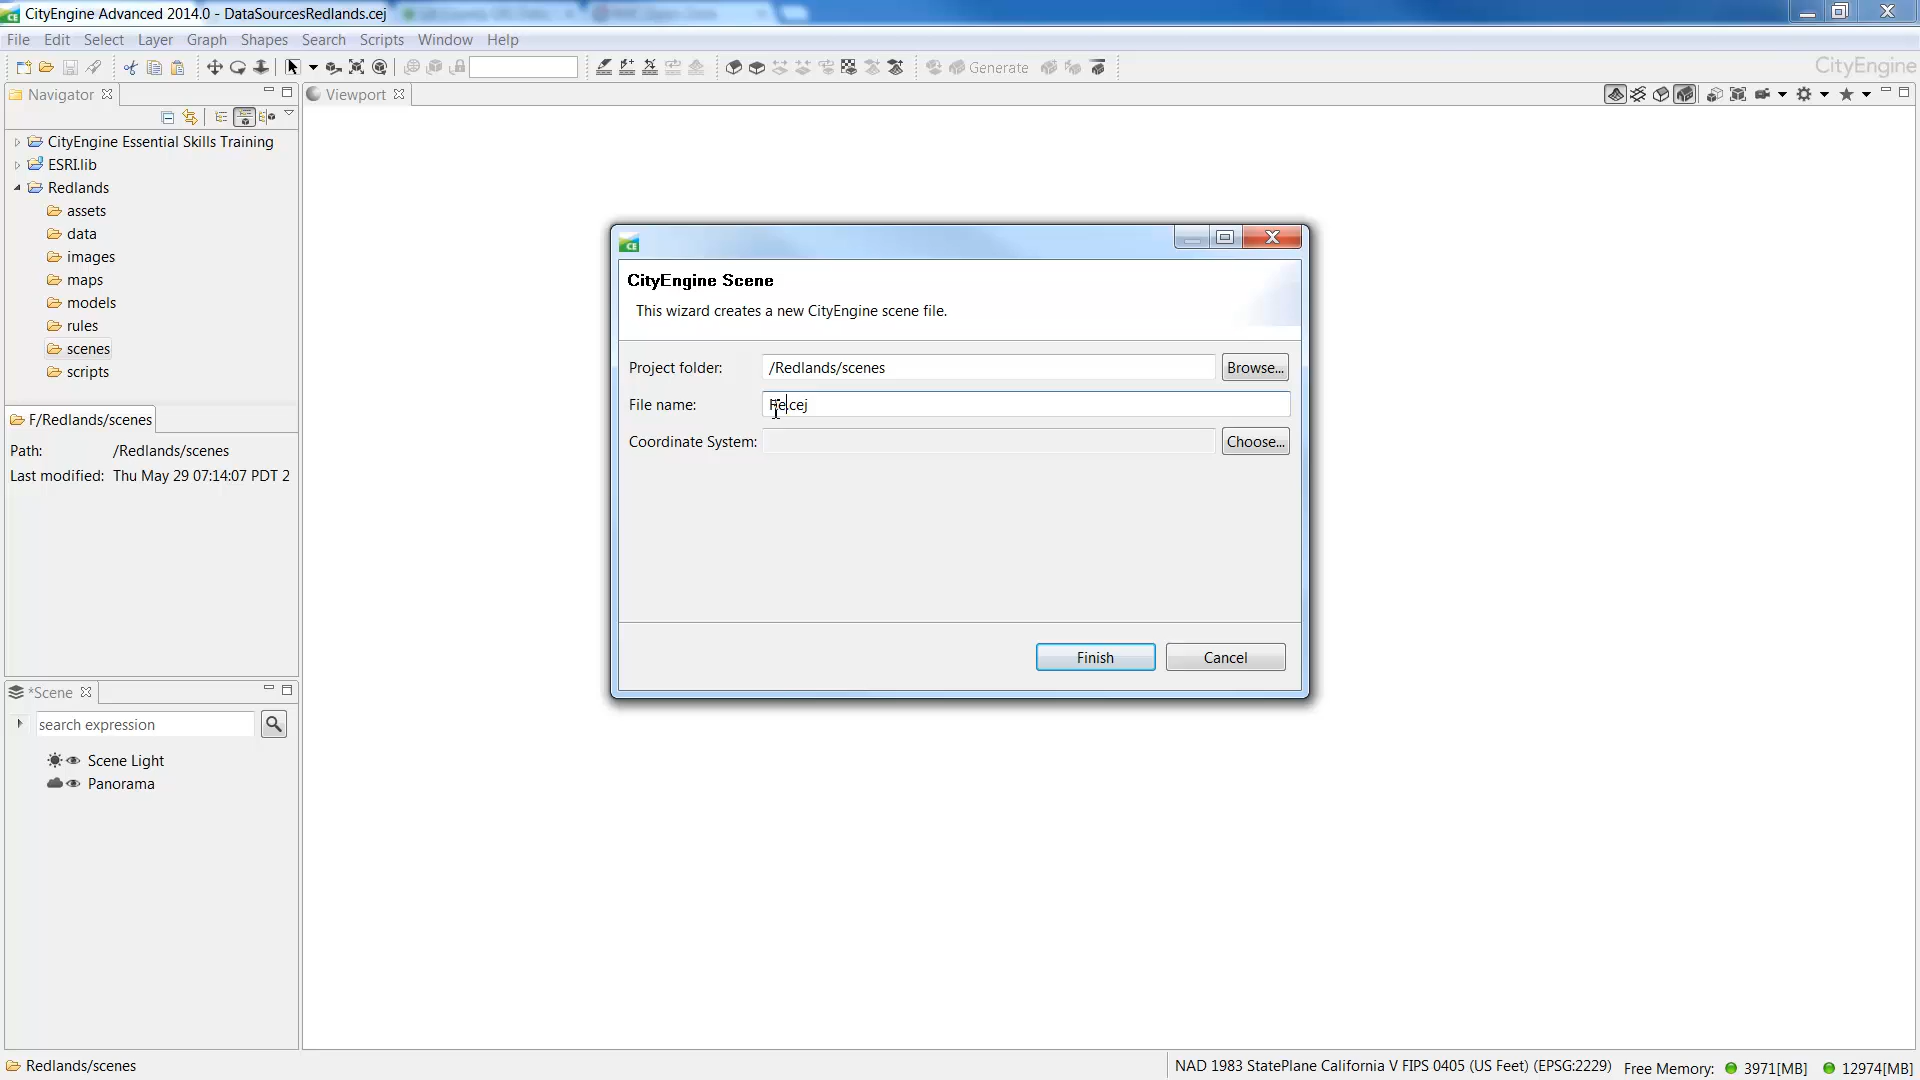 CityEngine Advanced 2014.0 - DataSourcesRedlands.cej
File Edit Select Layer Graph Shapes Search Scripts Window Help
Generate
CityEngine
Navigator
Viewport
CityEngine Essential Skills Training
ESRI.lib
Redlands
assets
data
images
maps
models
rules
scenes
scripts
F/Redlands/scenes
Path: /Redlands/scenes
Last modified: Thu May 29 07:14:07 PDT 2
*Scene
search expression
Scene Light
Panorama
CE
CityEngine Scene
This wizard creates a new CityEngine scene file.
Project folder: /Redlands/scenes Browse...
File name: .cej
Coordinate System: Choose...
Finish Cancel
Redlands/scenes
NAD 1983 StatePlane California V FIPS 0405 (US Feet) (EPSG:2229) Free Memory: 3971[MB] 12974[MB]